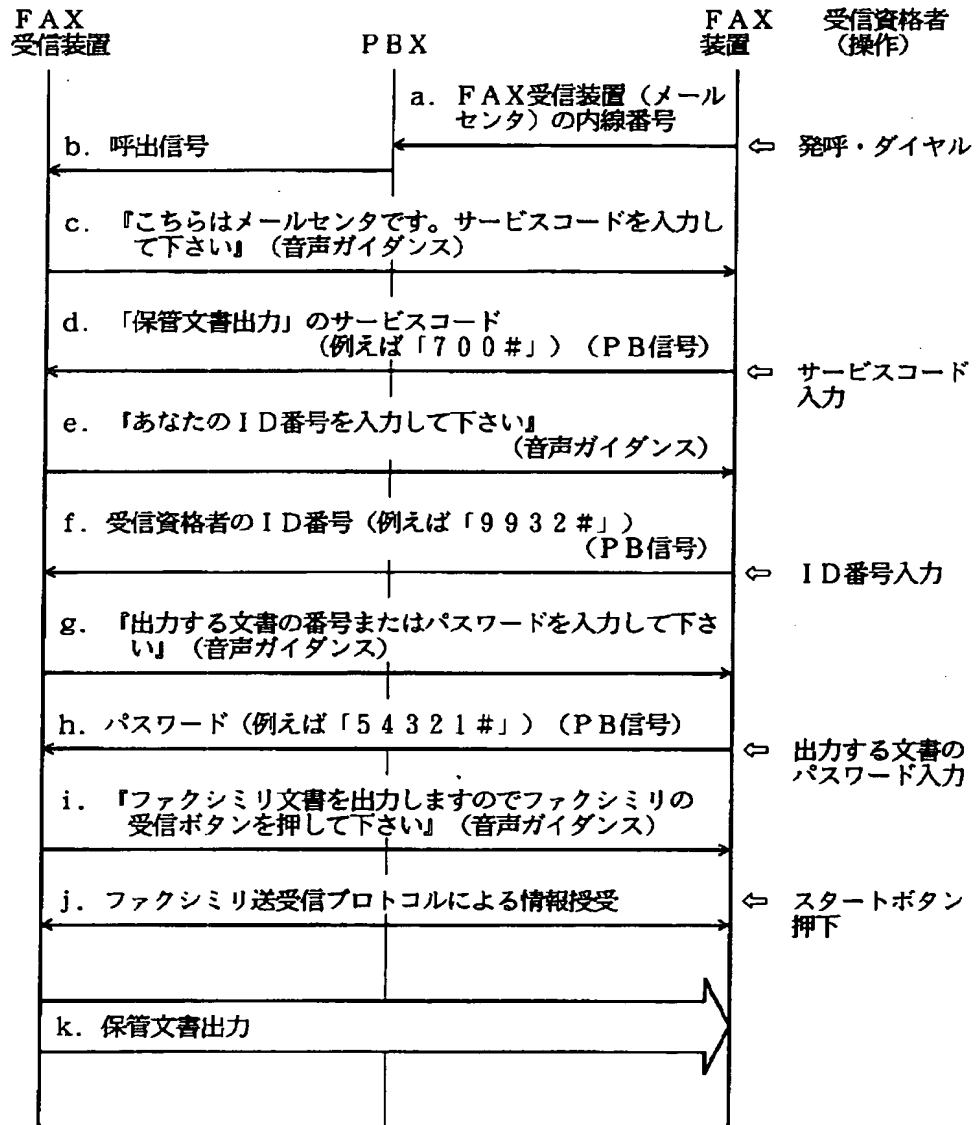 ＦＡＸ
受信装置
ＰＢＸ
ＦＡＸ
装置
受信資格者
（操作）
a．ＦＡＸ受信装置（メール
センタ）の内線番号
⇦ 発呼・ダイヤル
b．呼出信号
c．『こちらはメールセンタです。サービスコードを入力し
て下さい』（音声ガイダンス）
d．「保管文書出力」のサービスコード
（例えば「７００＃」）（ＰＢ信号）
⇦ サービスコード
入力
e．『あなたのＩＤ番号を入力して下さい』
（音声ガイダンス）
f．受信資格者のＩＤ番号（例えば「９９３２＃」）
（ＰＢ信号）
⇦ ＩＤ番号入力
g．『出力する文書の番号またはパスワードを入力して下さ
い』（音声ガイダンス）
h．パスワード（例えば「５４３２１＃」）（ＰＢ信号）
⇦ 出力する文書の
パスワード入力
i．『ファクシミリ文書を出力しますのでファクシミリの
受信ボタンを押して下さい』（音声ガイダンス）
j．ファクシミリ送受信プロトコルによる情報授受
⇦ スタートボタン
押下
k．保管文書出力